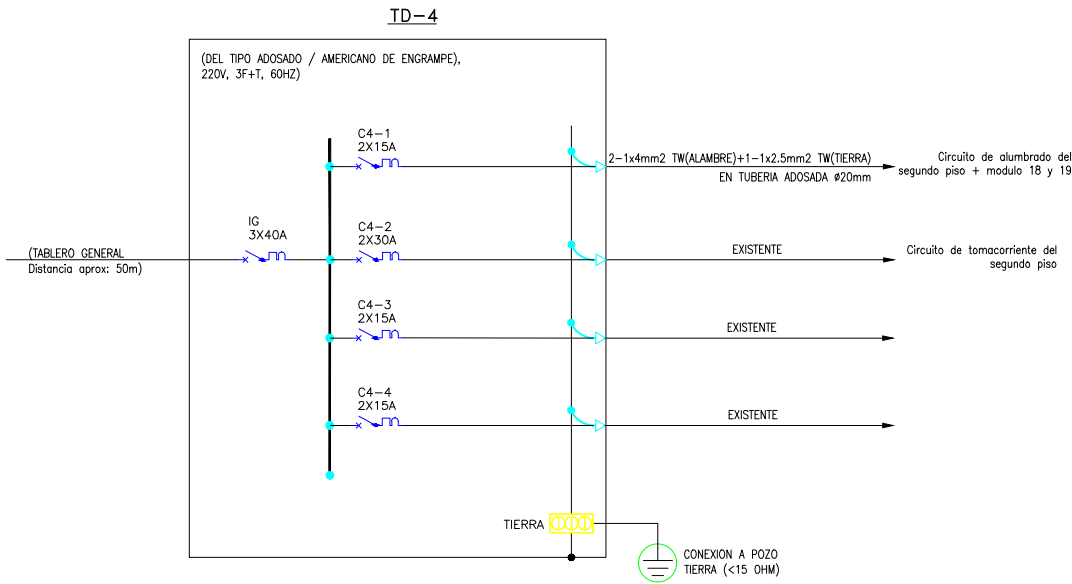 TD-4
(DEL TIPO ADOSADO / AMERICANO DE ENGRAMPE),
220V, 3F+T, 60HZ)
C4-1
2X15A
2-1x4mm2 TW(ALAMBRE)+1-1x2.5mm2 TW(TIERRA)
EN TUBERIA ADOSADA Ø20mm
Circuito de alumbrado del
segundo piso + modulo 18 y 19
IG
3X40A
(TABLERO GENERAL
Distancia aprox: 50m)
C4-2
2X30A
EXISTENTE
Circuito de tomacorriente del
segundo piso
C4-3
2X15A
EXISTENTE
C4-4
2X15A
EXISTENTE
TIERRA
CONEXION A POZO
TIERRA (<15 OHM)